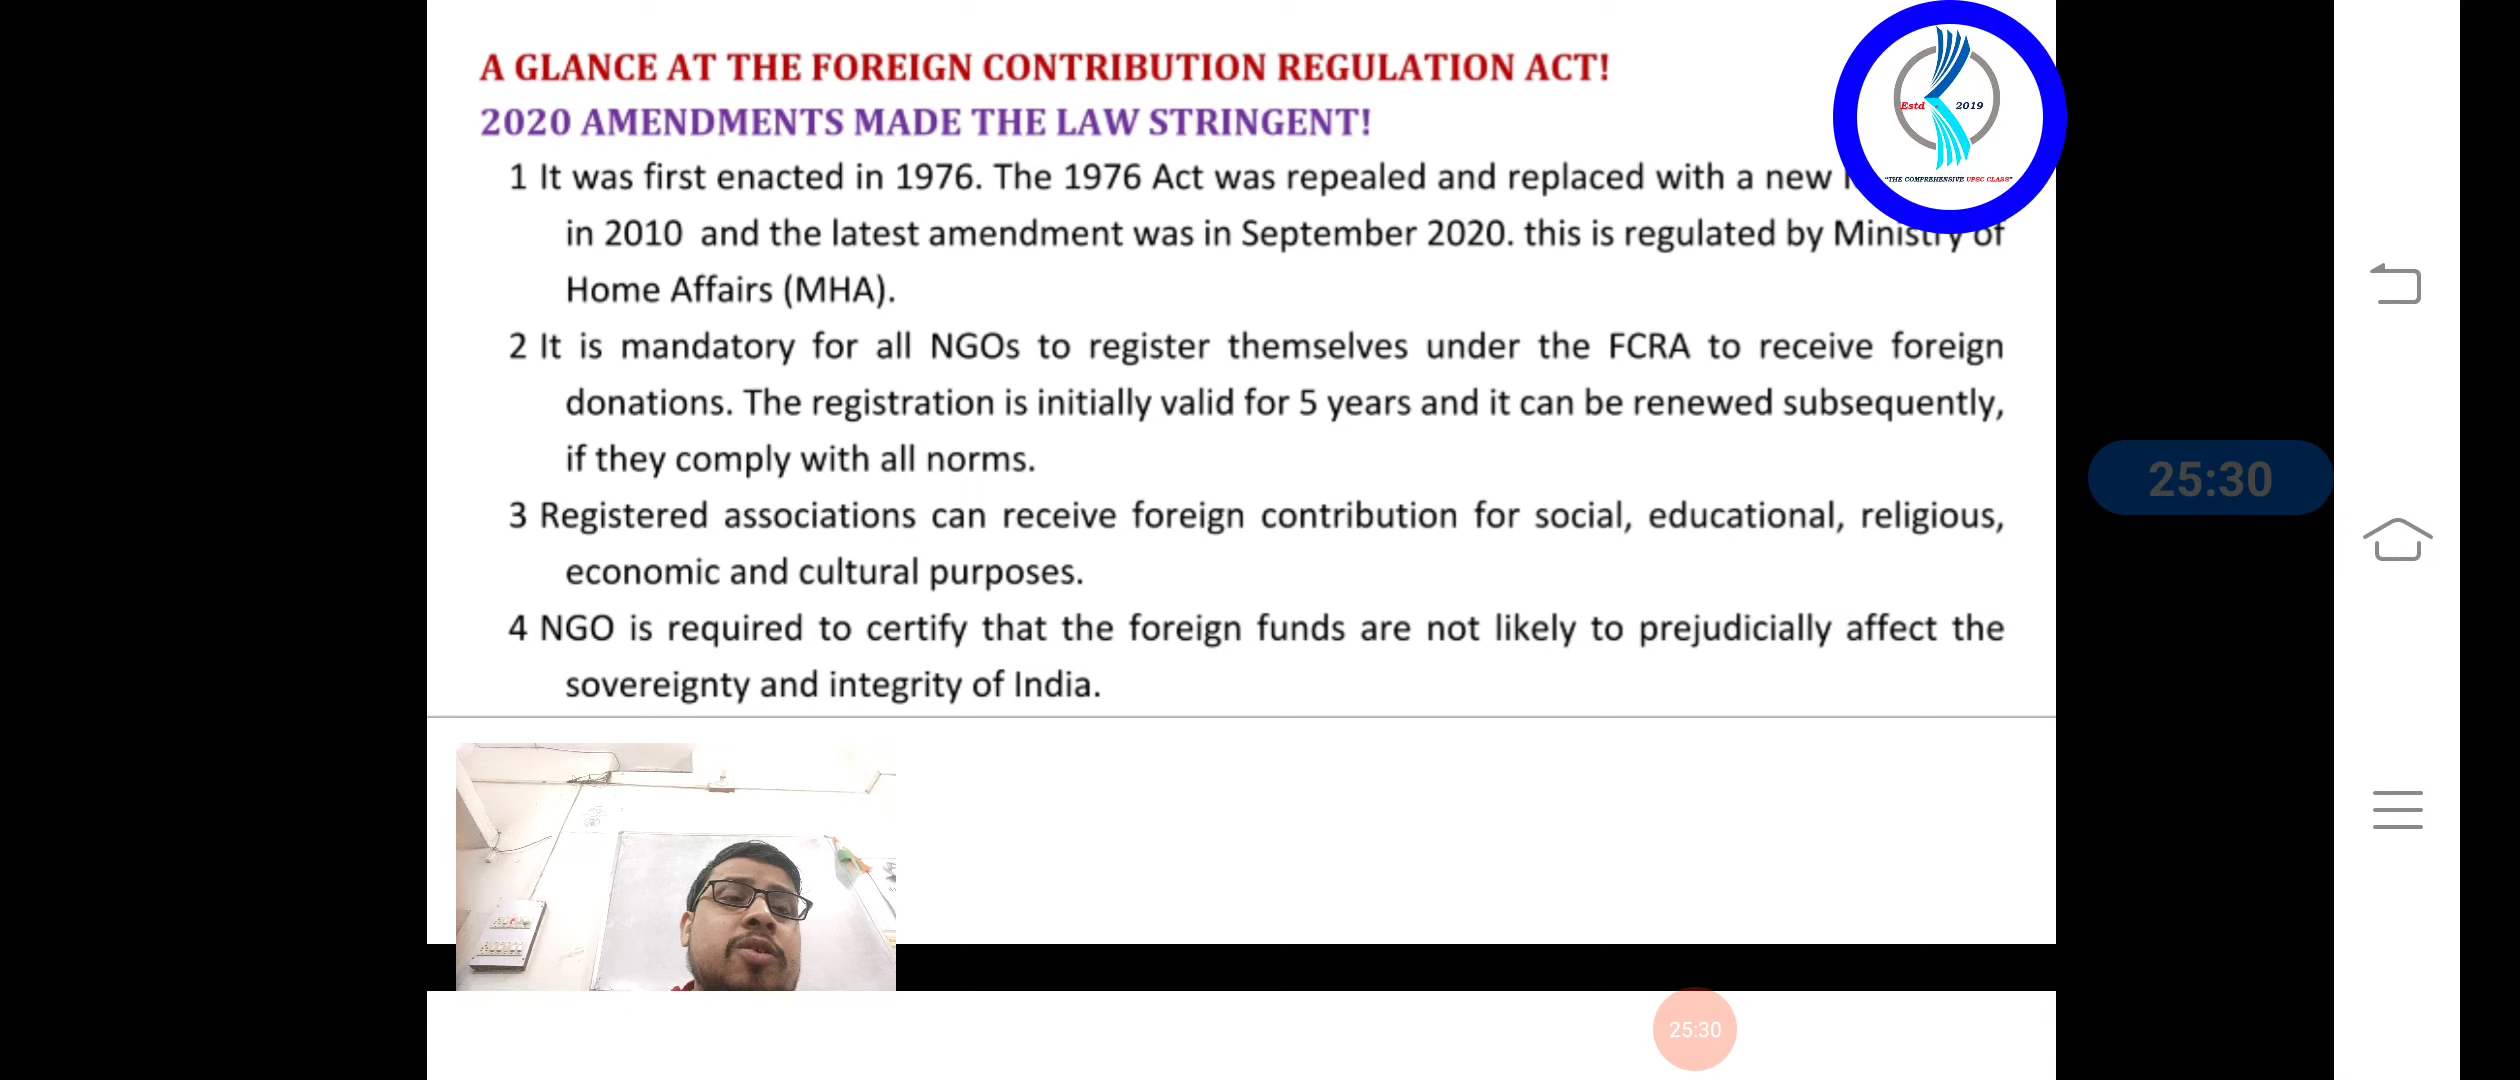 A GLANCE AT THE FOREIGN CONTRIBUTION REGULATION ACT!
2020 AMENDMENTS MADE THE LAW STRINGENT!
1 It was first enacted in 1976. The 1976 Act was repealed and replaced with a new
in 2010 and the latest amendment was in September 2020. this is regulated by Ministry of
Home Affairs (MHA).
2 It is mandatory for all NGOs to register themselves under the FCRA to receive foreign
donations. The registration is initially valid for 5 years and it can be renewed subsequently,
if they comply with all norms.
3 Registered associations can receive foreign contribution for social, educational, religious,
economic and cultural purposes.
4 NGO is required to certify that the foreign funds are not likely to prejudicially affect the
sovereignty and integrity of India.
Estd - 2019
"THE COMPREHENSIVE UPSC CLASS"
25:30
25:30